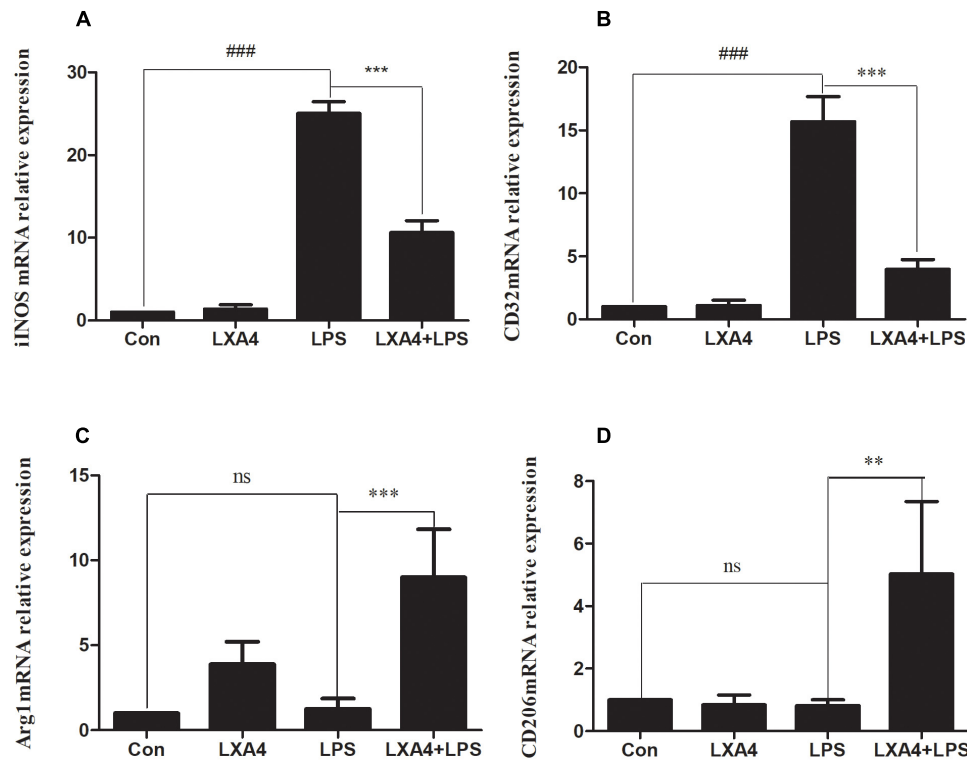 A
iINOS mRNA relative expression
###
***
30
20
10
0
Con LXA4 LPS LXA4+LPS
B
CD32mRNA relative expression
###
***
20
15
10
5
0
Con LXA4 LPS LXA4+LPS
C
Arg1mRNA relative expression
ns
***
15
10
5
0
Con LXA4 LPS LXA4+LPS
D
CD206mRNA relative expression
**
ns
8
6
4
2
0
Con LXA4 LPS LXA4+LPS